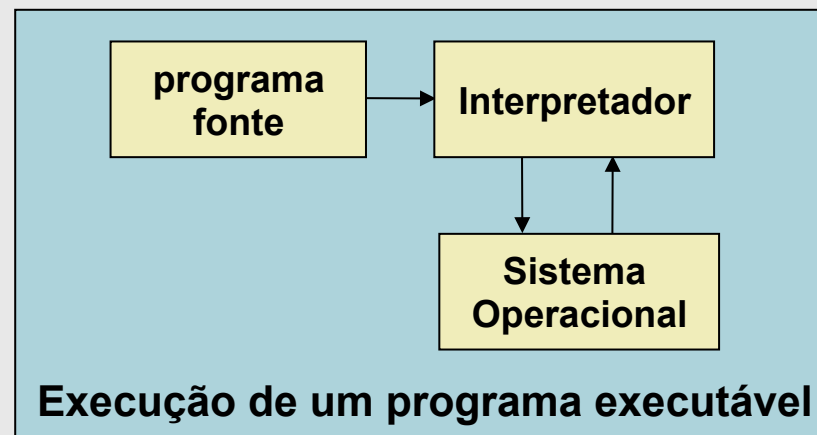 programa
fonte
Interpretador
Sistema
Operacional
Execução de um programa executável